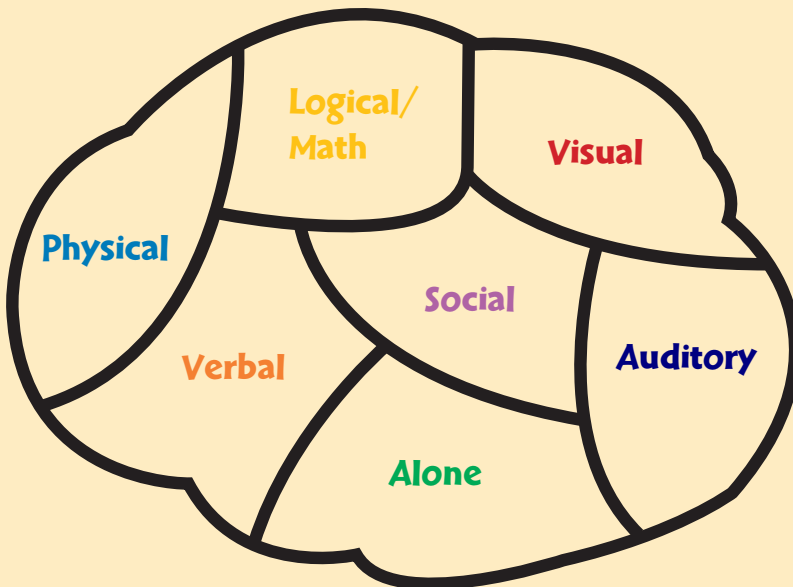 Logical/
Math
Visual
Physical
Social
Verbal
Auditory
Alone